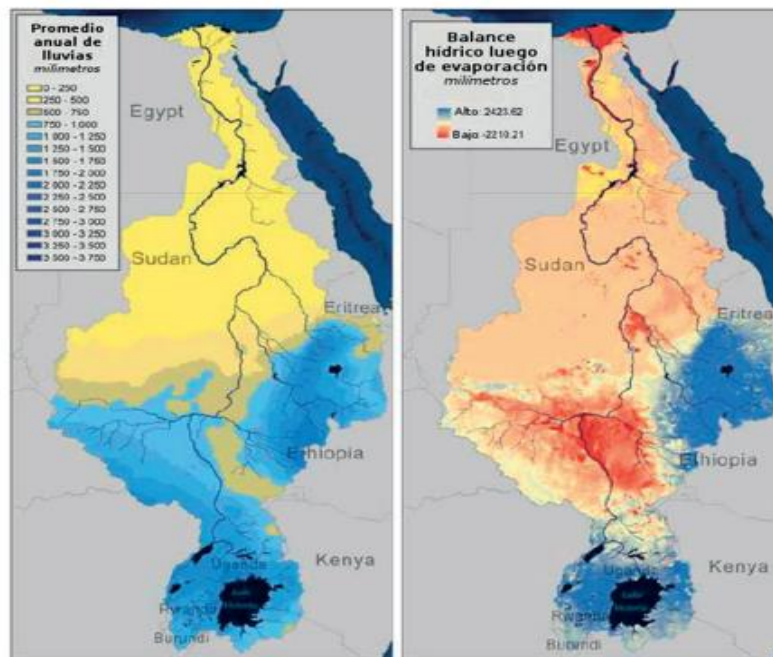 Promedio
anual de
lluvias
milímetros
0 - 250
250 - 500
500 - 750
750 - 1 000
1 000 - 1 250
1 250 - 1 500
1 500 - 1 750
1 750 - 2 000
2 000 - 2 250
2 250 - 2 500
2 500 - 2 750
2 750 - 3 000
3 000 - 3 250
3 250 - 3 500
3 500 - 3 750
Egypt
Sudan
Eritrea
Ethiopia
Kenya
Uganda
Lake
Victoria
Rwanda
Burundi
Balance
hídrico luego
de evaporación
milímetros
Alto: 2423.62
Bajo: -2210.21
Egypt
Sudan
Eritrea
Ethiopia
Kenya
Uganda
Lake
Victoria
Rwanda
Burundi